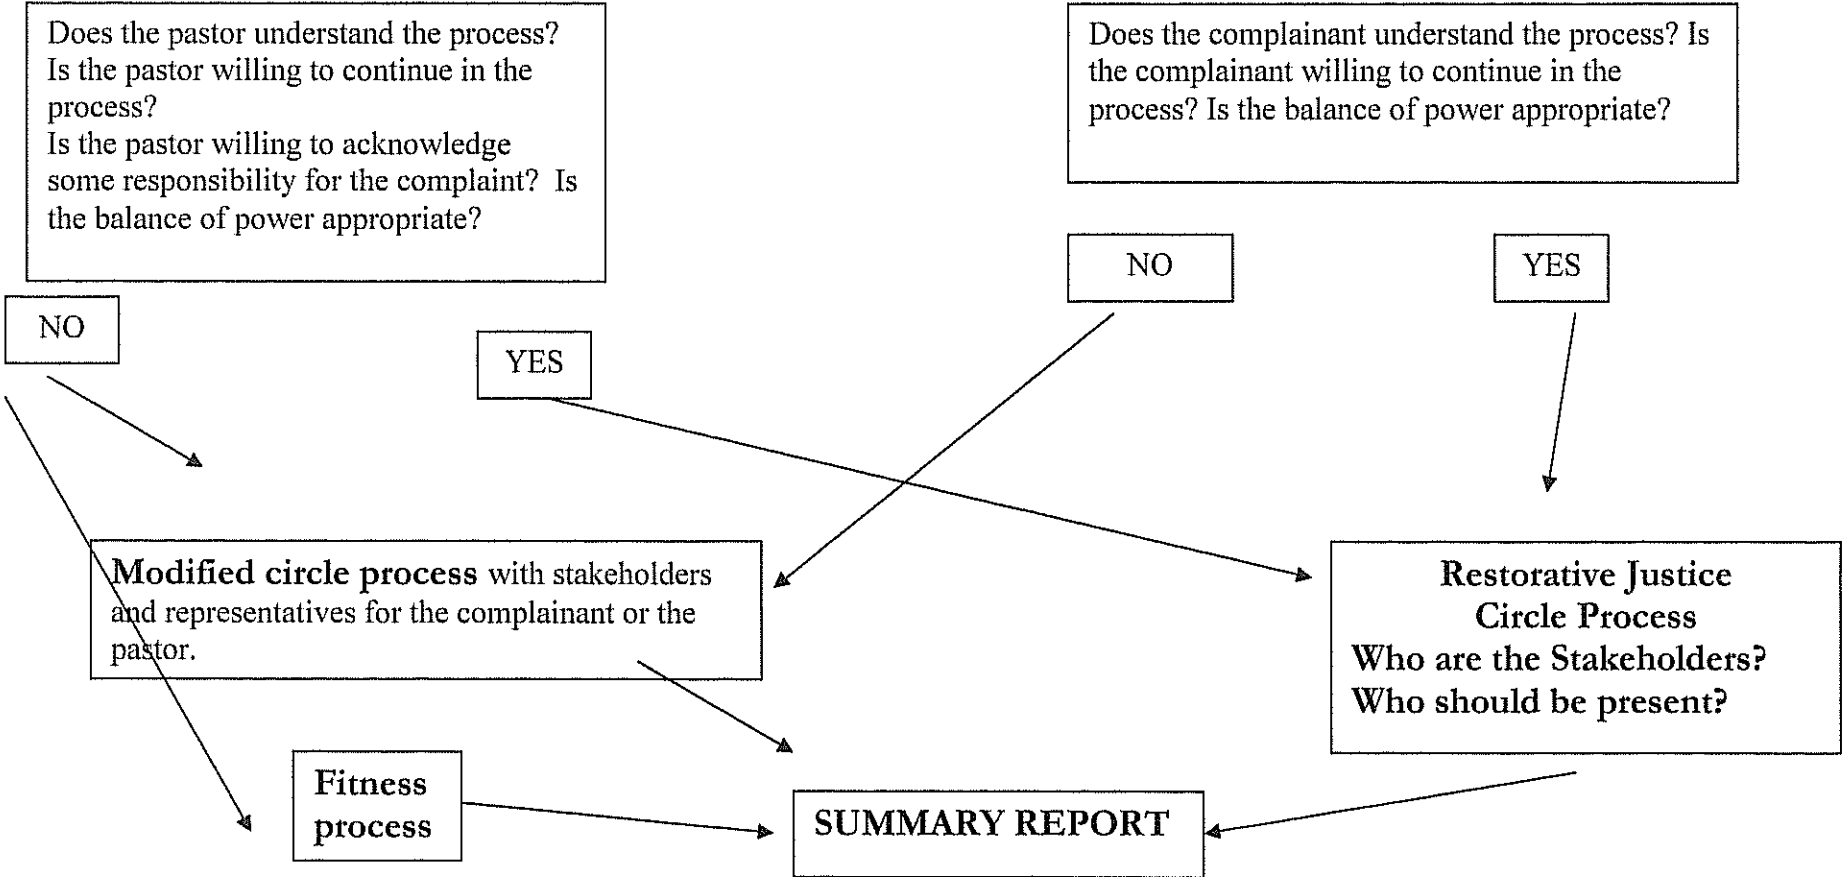 Does the pastor understand the process?
Is the pastor willing to continue in the
process?
Is the pastor willing to acknowledge
some responsibility for the complaint?  Is
the balance of power appropriate?
Does the complainant understand the process? Is
the complainant willing to continue in the
process? Is the balance of power appropriate?
NO
YES
NO
YES
Modified circle process with stakeholders
and representatives for the complainant or the
pastor.
Restorative Justice
Circle Process
Who are the Stakeholders?
Who should be present?
Fitness
process
SUMMARY REPORT